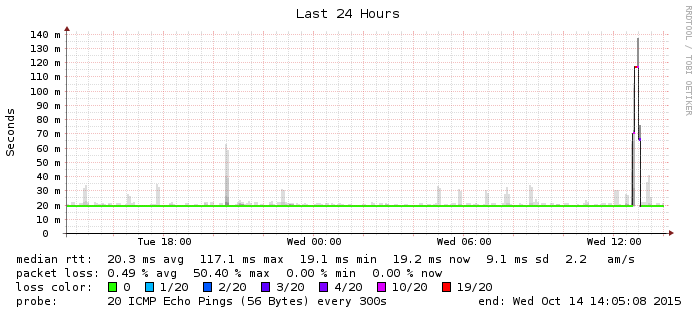 Last 24 Hours
RRDTOOL / TOBI OETIKER
Seconds
140 m
130 m
120 m
110 m
100 m
90 m
80 m
70 m
60 m
50 m
40 m
30 m
20 m
10 m
0
Tue 18:00 Wed 00:00 Wed 06:00 Wed 12:00
median rtt: 20.3 ms avg 117.1 ms max 19.1 ms min 19.2 ms now 9.1 ms sd 2.2 am/s
packet loss: 0.49 % avg 50.40 % max 0.00 % min 0.00 % now
loss color: 0 1/20 2/20 3/20 4/20 10/20 19/20
probe: 20 ICMP Echo Pings (56 Bytes) every 300s end: Wed Oct 14 14:05:08 2015